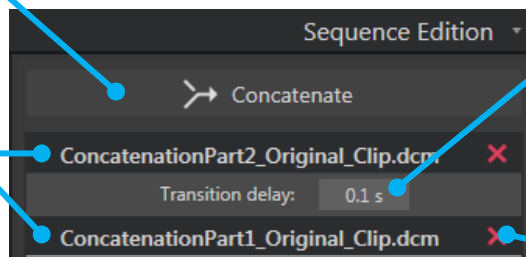 Sequence Edition
Concatenate
ConcatenationPart2_Original_Clip.dcm
Transition delay: 0.1 s
ConcatenationPart1_Original_Clip.dcm